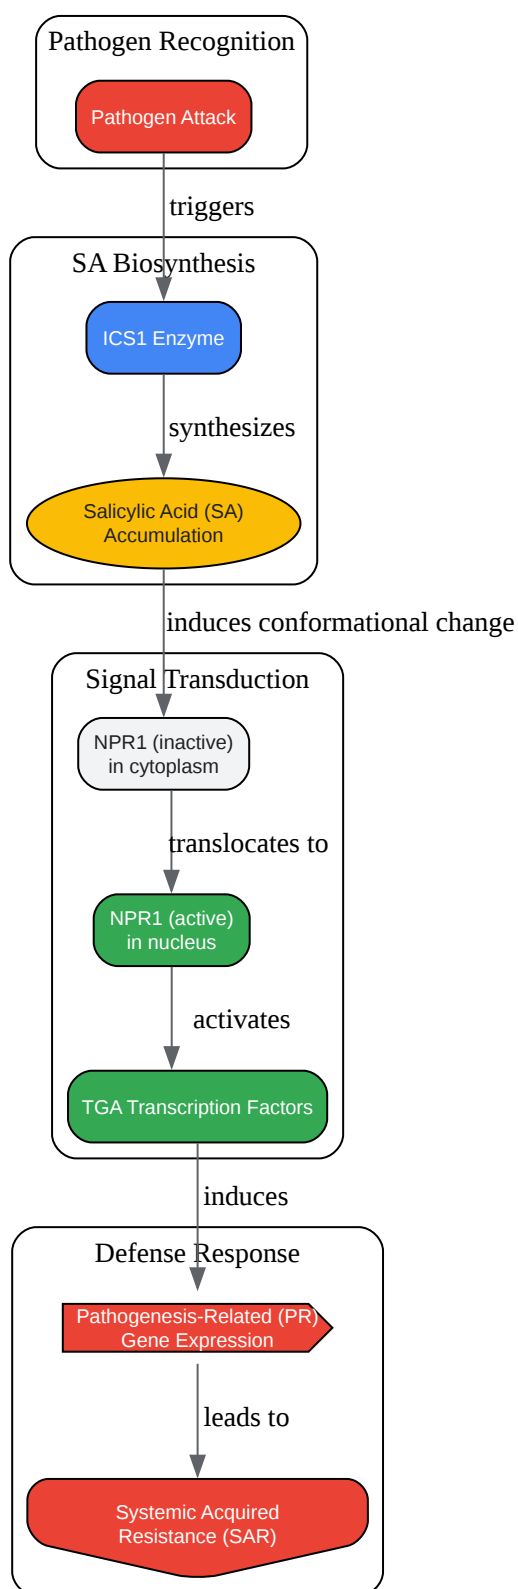 Pathogen Recognition
Pathogen Attack
triggers
SA Biosynthesis
ICS1 Enzyme
synthesizes
Salicylic Acid (SA)
Accumulation
induces conformational change
Signal Transduction
NPR1 (inactive)
in cytoplasm
translocates to
NPR1 (active)
in nucleus
activates
TGA Transcription Factors
induces
Defense Response
Pathogenesis-Related (PR)
Gene Expression
leads to
Systemic Acquired
Resistance (SAR)